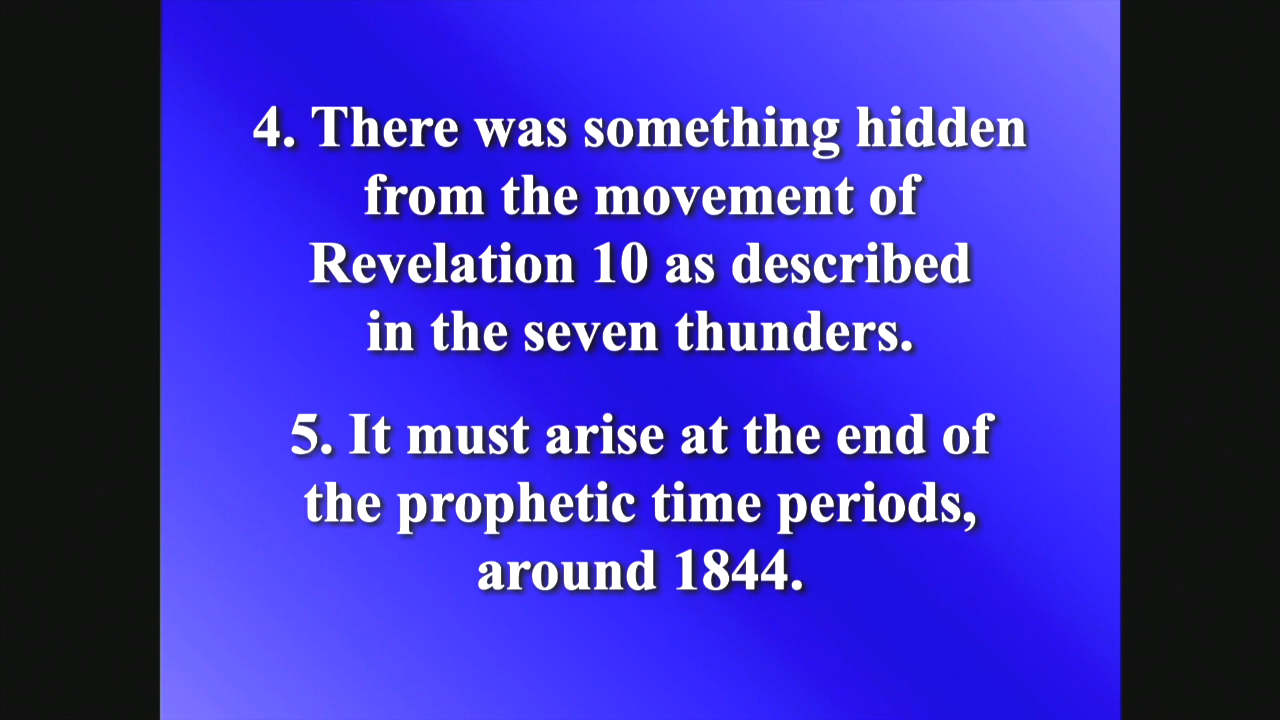 4. There was something hidden
from the movement of
Revelation 10 as described
in the seven thunders.
5. It must arise at the end of
the prophetic time periods,
around 1844.